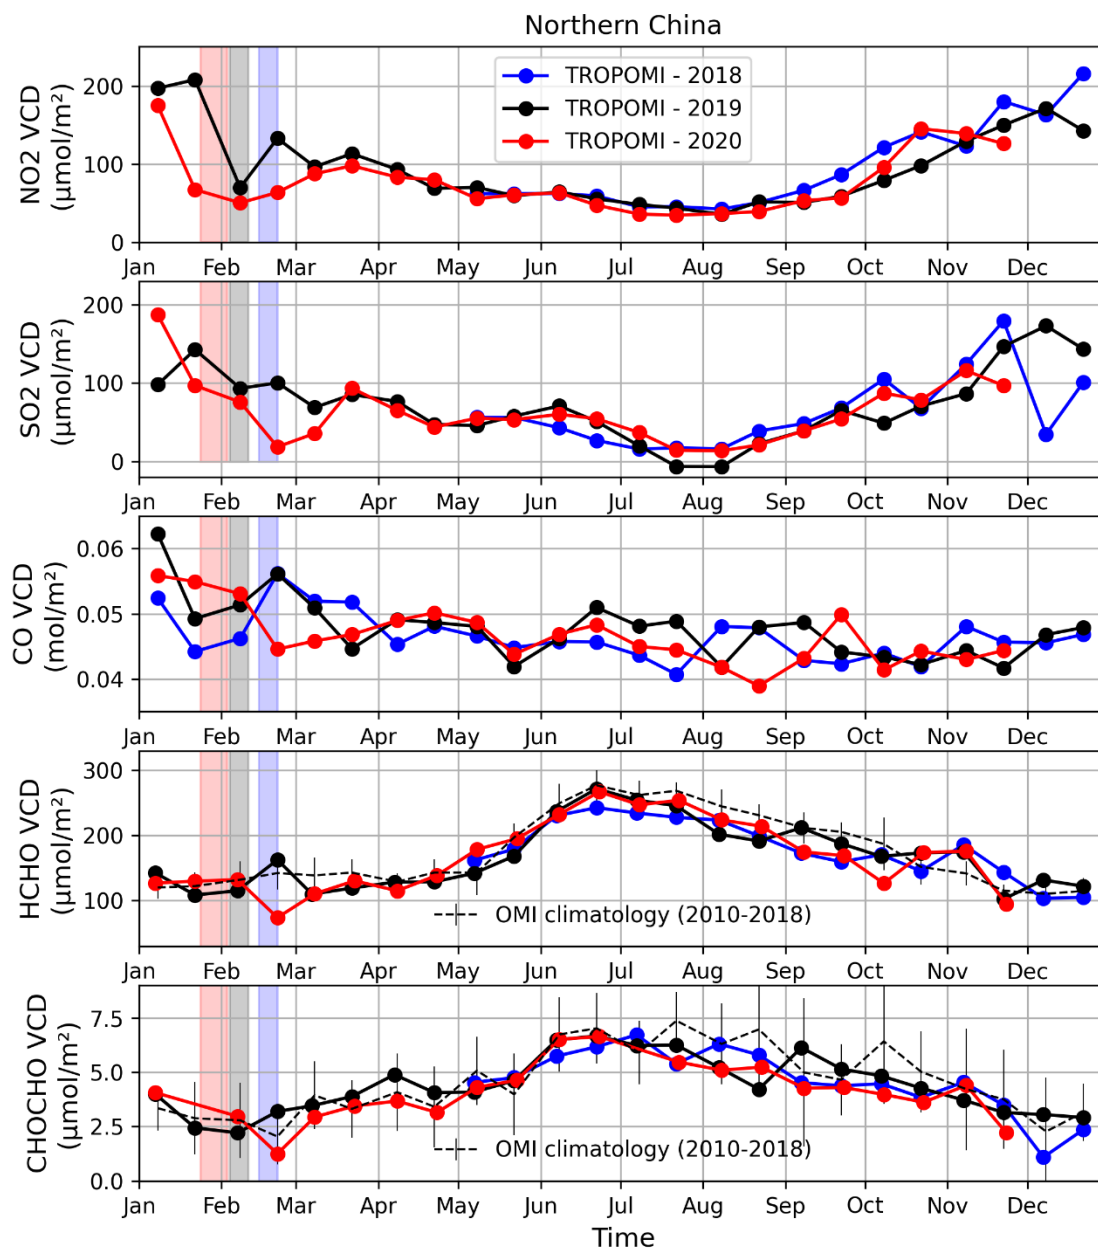 Northern China
NO2 VCD
(µmol/m²)
200
100
0
TROPOMI - 2018
TROPOMI - 2019
TROPOMI - 2020
Jan Feb Mar Apr May Jun Jul Aug Sep Oct Nov Dec
SO2 VCD
(µmol/m²)
200
100
0
Jan Feb Mar Apr May Jun Jul Aug Sep Oct Nov Dec
CO VCD
(mol/m²)
0.06
0.05
0.04
Jan Feb Mar Apr May Jun Jul Aug Sep Oct Nov Dec
HCHO VCD
(µmol/m²)
300
200
100
OMI climatology (2010-2018)
Jan Feb Mar Apr May Jun Jul Aug Sep Oct Nov Dec
CHOCHO VCD
(µmol/m²)
7.5
5.0
2.5
0.0
OMI climatology (2010-2018)
Jan Feb Mar Apr May Jun Jul Aug Sep Oct Nov Dec
Time